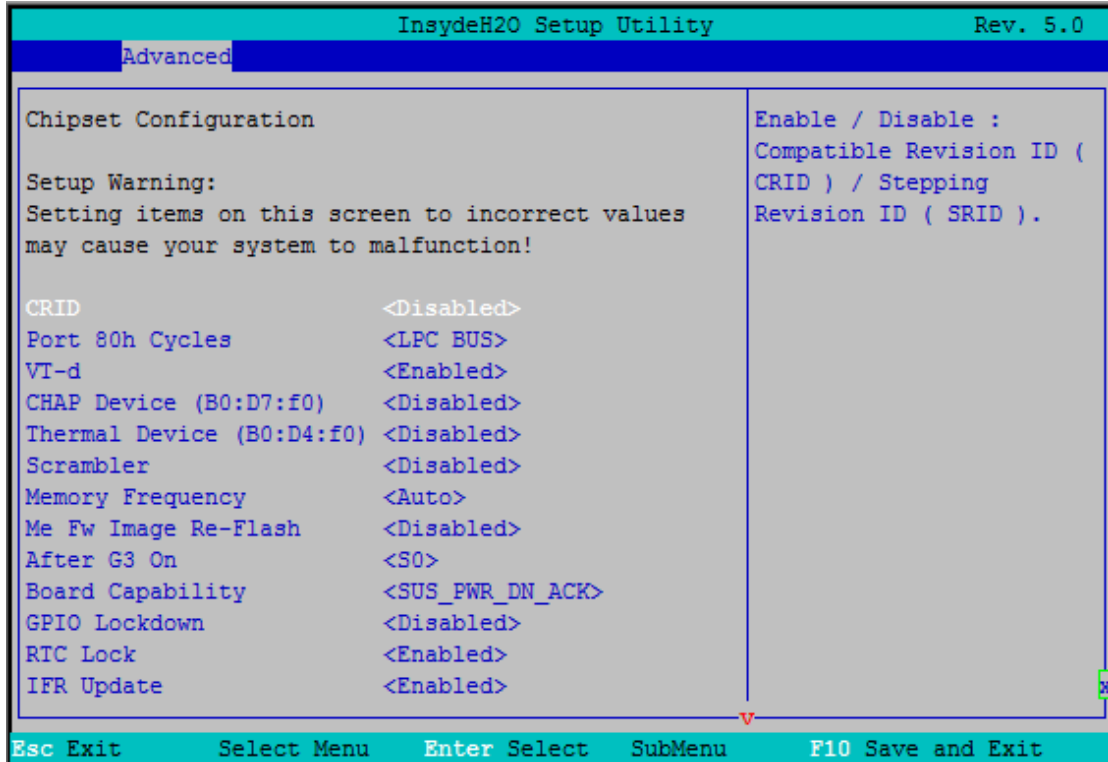 InsydeH2O Setup Utility Rev. 5.0
Advanced
Chipset Configuration
Setup Warning:
Setting items on this screen to incorrect values
may cause your system to malfunction!
CRID <Disabled>
Port 80h Cycles <LPC BUS>
VT-d <Enabled>
CHAP Device (B0:D7:f0) <Disabled>
Thermal Device (B0:D4:f0) <Disabled>
Scrambler <Disabled>
Memory Frequency <Auto>
Me Fw Image Re-Flash <Disabled>
After G3 On <S0>
Board Capability <SUS_PWR_DN_ACK>
GPIO Lockdown <Disabled>
RTC Lock <Enabled>
IFR Update <Enabled>
Enable / Disable :
Compatible Revision ID (
CRID ) / Stepping
Revision ID ( SRID ).
v
x
Esc Exit Select Menu Enter Select SubMenu F10 Save and Exit